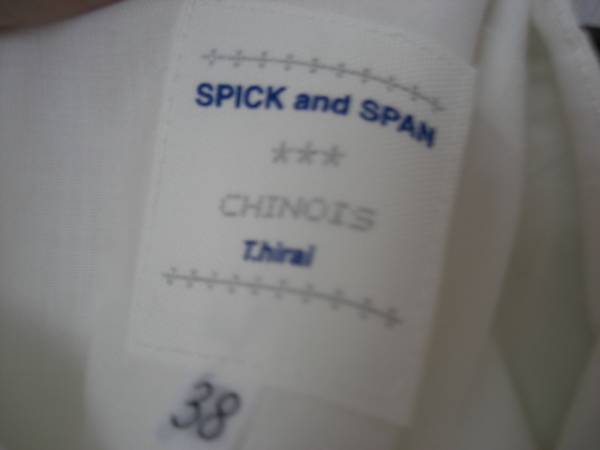 SPICK and SPAN
***
CHINOIS
T.hirai
38